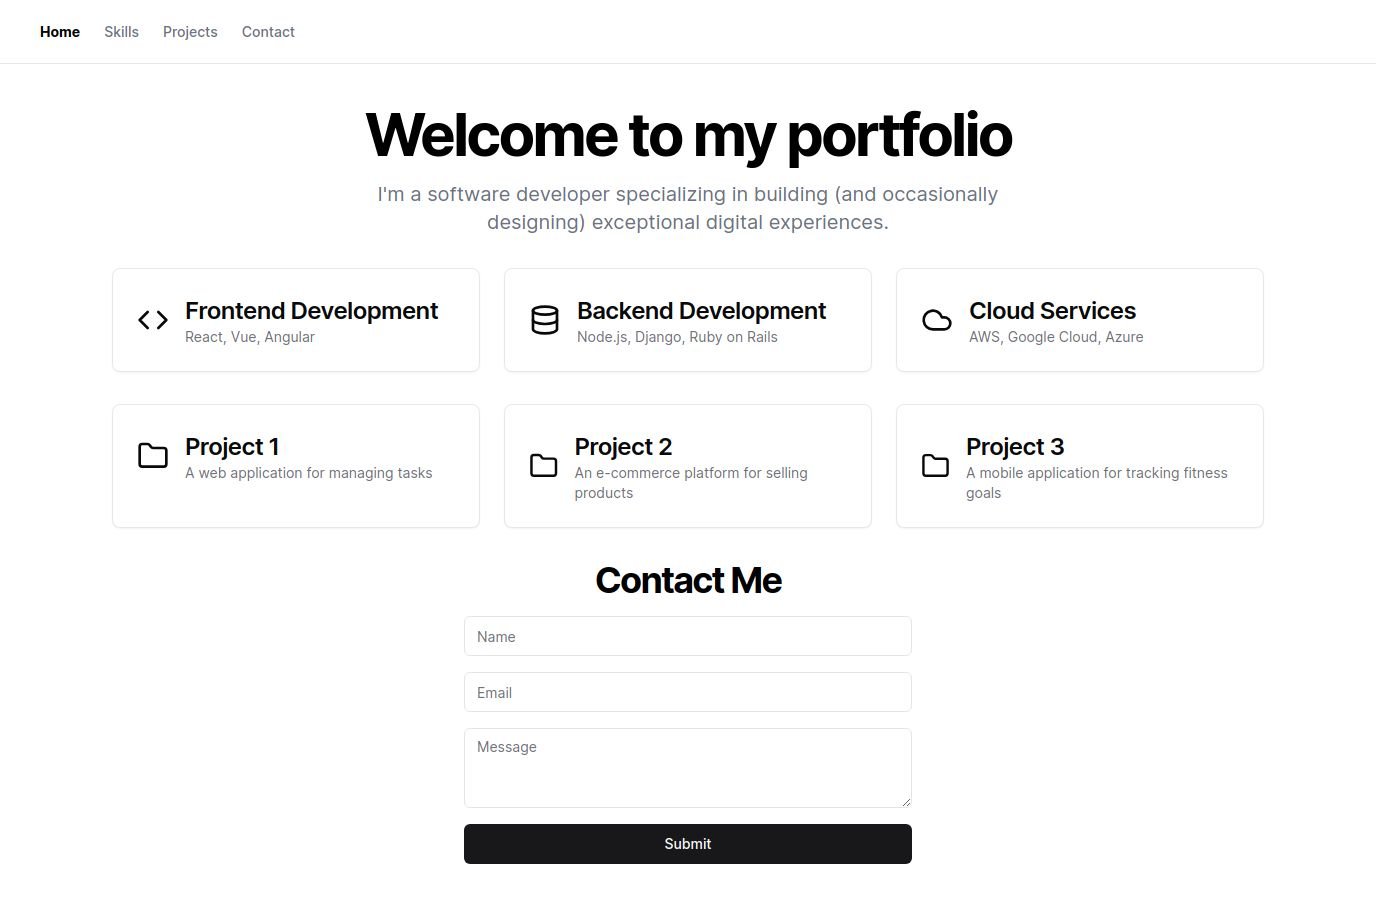 Home Skills Projects Contact
Welcome to my portfolio
I'm a software developer specializing in building (and occasionally
designing) exceptional digital experiences.
Frontend Development
React, Vue, Angular
Backend Development
Node.js, Django, Ruby on Rails
Cloud Services
AWS, Google Cloud, Azure
Project 1
A web application for managing tasks
Project 2
An e-commerce platform for selling
products
Project 3
A mobile application for tracking fitness
goals
Contact Me
Name
Email
Message
Submit